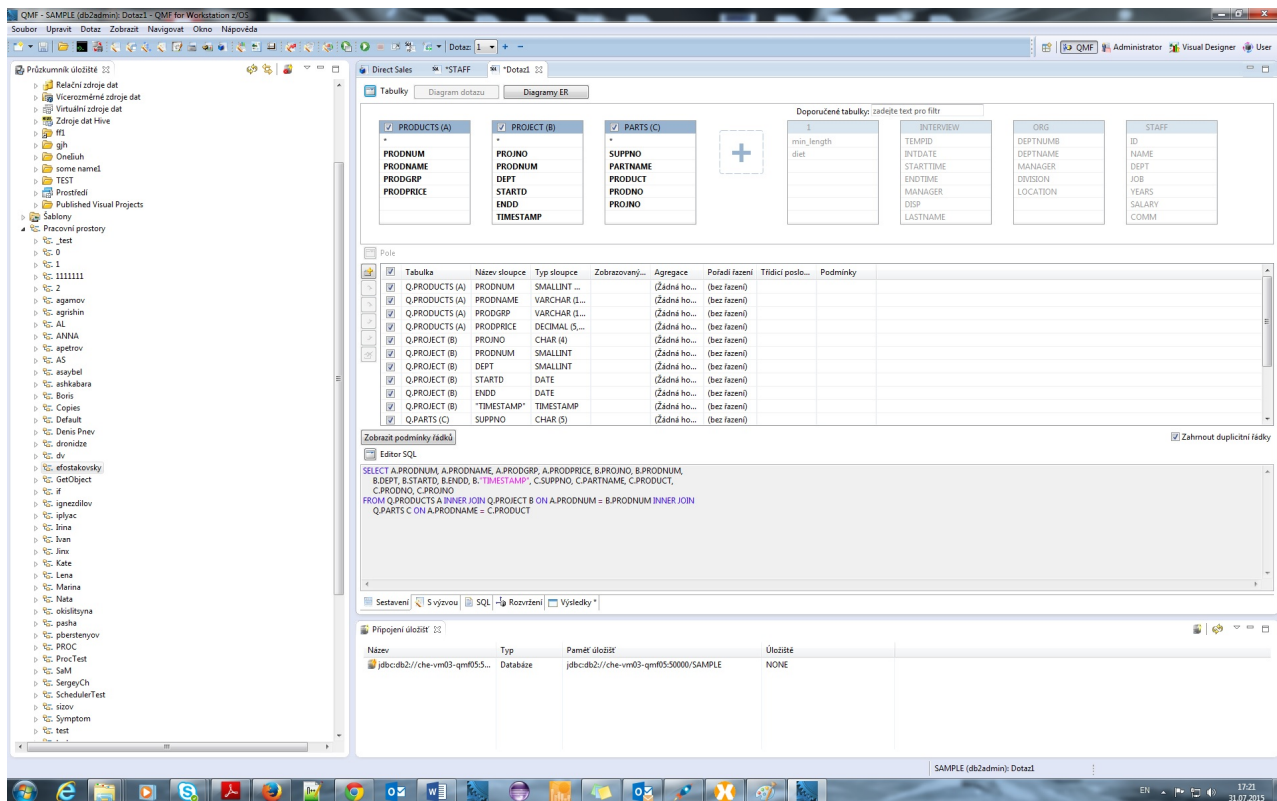 QMF - SAMPLE (db2admin): Dotaz1 - QMF for Workstation z/OS
Soubor Upravit Dotaz Zobrazit Navigovat Okno Nápověda
Dotaz: 1
QMF Administrator Visual Designer User
Průzkumník úložiště
Relační zdroje dat
Vícerozměrné zdroje dat
Virtuální zdroje dat
Zdroje dat Hive
ff1
gjh
Oneliuh
some name1
TEST
Prostředí
Published Visual Projects
Šablony
Pracovní prostory
_test
0
1
1111111
2
agamov
agrishin
AL
ANNA
apetrov
AS
asaybel
ashkabara
Boris
Copies
Default
Denis Pnev
dronidze
dv
efostakovsky
GetObject
if
ignezdilov
iplyac
Irina
Ivan
Jinx
Kate
Lena
Marina
Nata
okislitsyna
pasha
pberstenyov
PROC
ProcTest
SaM
SergeyCh
SchedulerTest
sizov
Symptom
test
Direct Sales *STAFF *Dotaz1
Tabulky Diagram dotazu Diagramy ER
Doporučené tabulky: zadejte text pro filtr
PRODUCTS (A)
*
PRODNUM
PRODNAME
PRODGRP
PRODPRICE
PROJECT (B)
*
PROJNO
PRODNUM
DEPT
STARTD
ENDD
TIMESTAMP
PARTS (C)
*
SUPPNO
PARTNAME
PRODUCT
PRODNO
PROJNO
1
min_length
diet
INTERVIEW
TEMPID
INTDATE
STARTTIME
ENDTIME
MANAGER
DISP
LASTNAME
ORG
DEPTNUMB
DEPTNAME
MANAGER
DIVISION
LOCATION
STAFF
ID
NAME
DEPT
JOB
YEARS
SALARY
COMM
Pole
Tabulka Název sloupce Typ sloupce Zobrazovaný... Agregace Pořadí řazení Třídicí poslo... Podmínky
Q.PRODUCTS (A) PRODNUM SMALLINT ... (Žádná ho... (bez řazení)
Q.PRODUCTS (A) PRODNAME VARCHAR (1... (Žádná ho... (bez řazení)
Q.PRODUCTS (A) PRODGRP VARCHAR (1... (Žádná ho... (bez řazení)
Q.PRODUCTS (A) PRODPRICE DECIMAL (5,... (Žádná ho... (bez řazení)
Q.PROJECT (B) PROJNO CHAR (4) (Žádná ho... (bez řazení)
Q.PROJECT (B) PRODNUM SMALLINT (Žádná ho... (bez řazení)
Q.PROJECT (B) DEPT SMALLINT (Žádná ho... (bez řazení)
Q.PROJECT (B) STARTD DATE (Žádná ho... (bez řazení)
Q.PROJECT (B) ENDD DATE (Žádná ho... (bez řazení)
Q.PROJECT (B) "TIMESTAMP" TIMESTAMP (Žádná ho... (bez řazení)
Q.PARTS (C) SUPPNO CHAR (5) (Žádná ho... (bez řazení)
Zobrazit podmínky řádků Zahrnout duplicitní řádky
Editor SQL
SELECT A.PRODNUM, A.PRODNAME, A.PRODGRP, A.PRODPRICE, B.PROJNO, B.PRODNUM,
B.DEPT, B.STARTD, B.ENDD, B."TIMESTAMP", C.SUPPNO, C.PARTNAME, C.PRODUCT,
C.PRODNO, C.PROJNO
FROM Q.PRODUCTS A INNER JOIN Q.PROJECT B ON A.PRODNUM = B.PRODNUM INNER JOIN
Q.PARTS C ON A.PRODNAME = C.PRODUCT
Sestavení S výzvou SQL Rozvržení Výsledky *
Připojení úložišť
Název Typ Paměť úložišť Úložiště
jdbc:db2://che-vm03-qmf05:5... Databáze jdbc:db2://che-vm03-qmf05:50000/SAMPLE NONE
SAMPLE (db2admin): Dotaz1
EN 17:21
31.07.2015